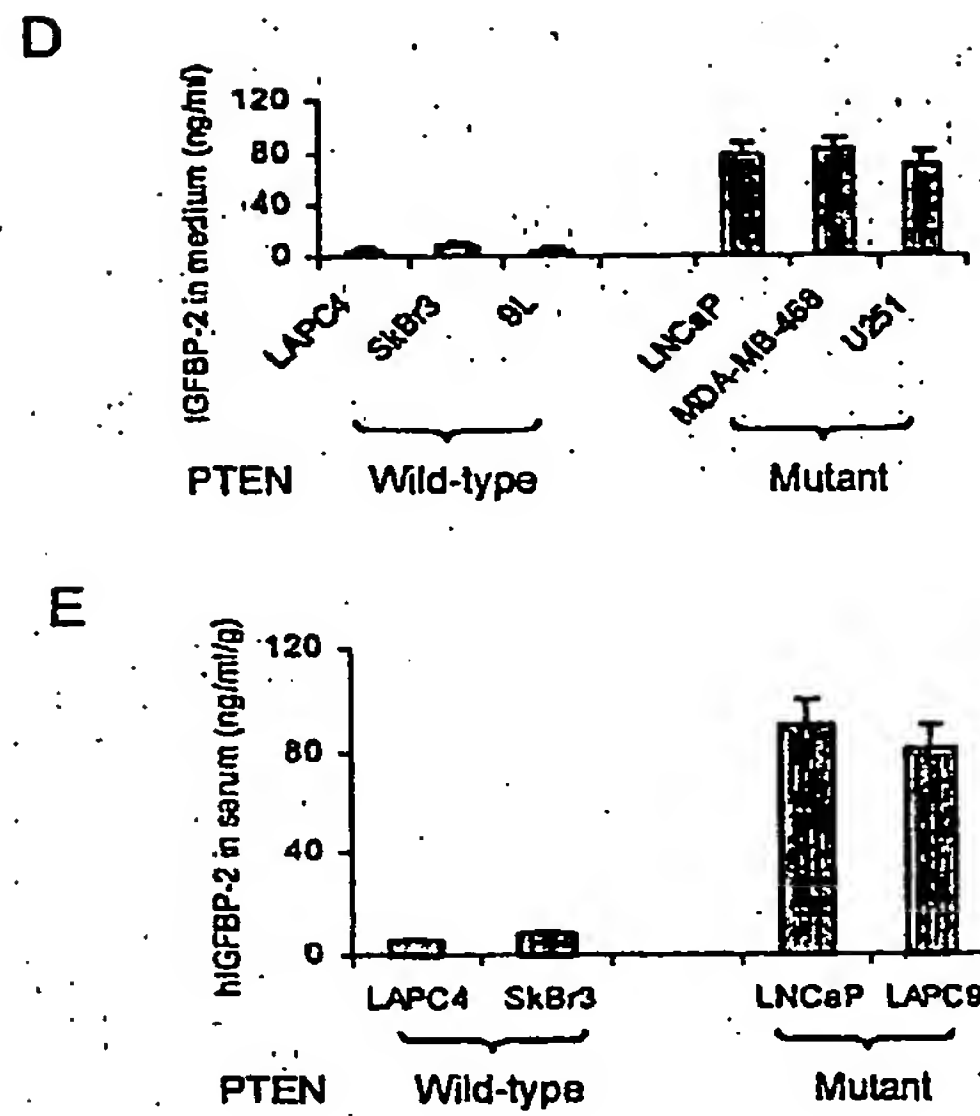 D
IGFBP-2 in medium (ng/ml)
120
80
40
0
LAPC4 SkBr3 LNCaP MDA-MB-468 U251
PTEN Wild-type Mutant
E
hIGFBP-2 in serum (ng/ml/g)
120
80
40
0
LAPC4 SkBr3 LNCaP LAPC9
PTEN Wild-type Mutant